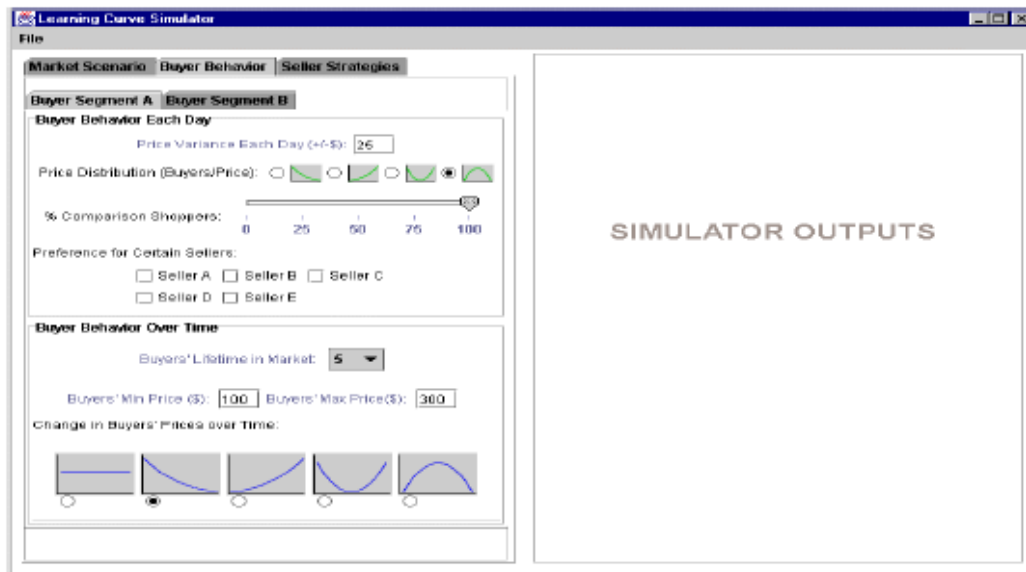 Learning Curve Simulator
File
Market Scenario Buyer Behavior Seller Strategies
Buyer Segment A Buyer Segment B
Buyer Behavior Each Day
Price Variance Each Day (+/-$): 25
Price Distribution (Buyers/Price):
% Comparison Shoppers:
0 25 50 75 100
Preference for Certain Sellers:
Seller A Seller B Seller C
Seller D Seller E
Buyer Behavior Over Time
Buyers' Lifetime in Market: 5
Buyers' Min Price ($): 100 Buyers' Max Price($): 300
Change in Buyers' Prices over Time:
SIMULATOR OUTPUTS